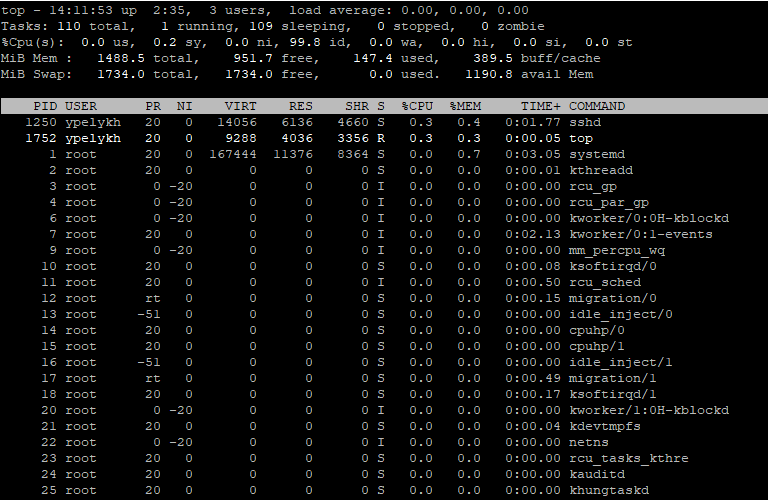 top - 14:11:53 up  2:35,  3 users,  load average: 0.00, 0.00, 0.00
Tasks: 110 total,   1 running, 109 sleeping,   0 stopped,   0 zombie
%Cpu(s):  0.0 us,  0.2 sy,  0.0 ni, 99.8 id,  0.0 wa,  0.0 hi,  0.0 si,  0.0 st
MiB Mem :   1488.5 total,    951.7 free,    147.4 used,    389.5 buff/cache
MiB Swap:   1734.0 total,   1734.0 free,      0.0 used.   1190.8 avail Mem
PID USER      PR  NI    VIRT    RES    SHR S  %CPU  %MEM     TIME+ COMMAND
1250 ypelykh   20   0   14056   6136   4660 S   0.3   0.4   0:01.77 sshd
1752 ypelykh   20   0    9288   4036   3356 R   0.3   0.3   0:00.05 top
1 root      20   0  167444  11376   8364 S   0.0   0.7   0:03.05 systemd
2 root      20   0       0      0      0 S   0.0   0.0   0:00.01 kthreadd
3 root       0 -20       0      0      0 I   0.0   0.0   0:00.00 rcu_gp
4 root       0 -20       0      0      0 I   0.0   0.0   0:00.00 rcu_par_gp
6 root       0 -20       0      0      0 I   0.0   0.0   0:00.00 kworker/0:0H-kblockd
7 root      20   0       0      0      0 I   0.0   0.0   0:02.13 kworker/0:1-events
9 root       0 -20       0      0      0 I   0.0   0.0   0:00.00 mm_percpu_wq
10 root      20   0       0      0      0 S   0.0   0.0   0:00.08 ksoftirqd/0
11 root      20   0       0      0      0 I   0.0   0.0   0:00.50 rcu_sched
12 root      rt   0       0      0      0 S   0.0   0.0   0:00.15 migration/0
13 root     -51   0       0      0      0 S   0.0   0.0   0:00.00 idle_inject/0
14 root      20   0       0      0      0 S   0.0   0.0   0:00.00 cpuhp/0
15 root      20   0       0      0      0 S   0.0   0.0   0:00.00 cpuhp/1
16 root     -51   0       0      0      0 S   0.0   0.0   0:00.00 idle_inject/1
17 root      rt   0       0      0      0 S   0.0   0.0   0:00.49 migration/1
18 root      20   0       0      0      0 S   0.0   0.0   0:00.17 ksoftirqd/1
20 root       0 -20       0      0      0 I   0.0   0.0   0:00.00 kworker/1:0H-kblockd
21 root      20   0       0      0      0 S   0.0   0.0   0:00.04 kdevtmpfs
22 root       0 -20       0      0      0 I   0.0   0.0   0:00.00 netns
23 root      20   0       0      0      0 S   0.0   0.0   0:00.00 rcu_tasks_kthre
24 root      20   0       0      0      0 S   0.0   0.0   0:00.00 kauditd
25 root      20   0       0      0      0 S   0.0   0.0   0:00.00 khungtaskd